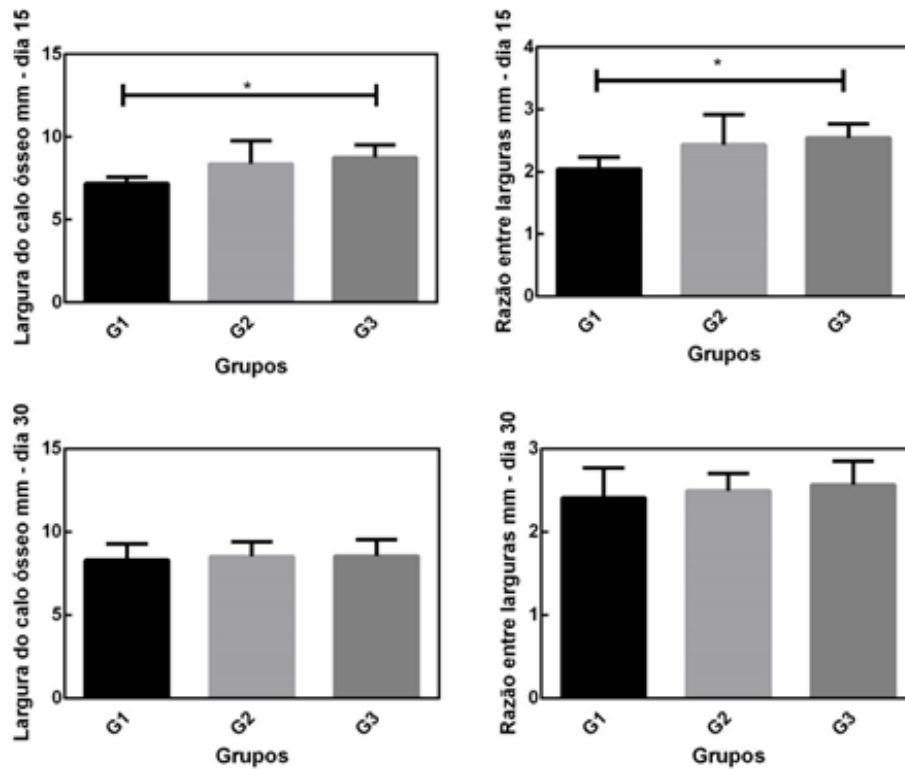 Largura do calo ósseo mm - dia 15
15
10
5
0
*
G1
G2
G3
Grupos
Razão entre larguras mm - dia 15
4
3
2
1
0
*
G1
G2
G3
Grupos
Largura do calo ósseo mm - dia 30
15
10
5
0
G1
G2
G3
Grupos
Razão entre larguras mm - dia 30
3
2
1
0
G1
G2
G3
Grupos